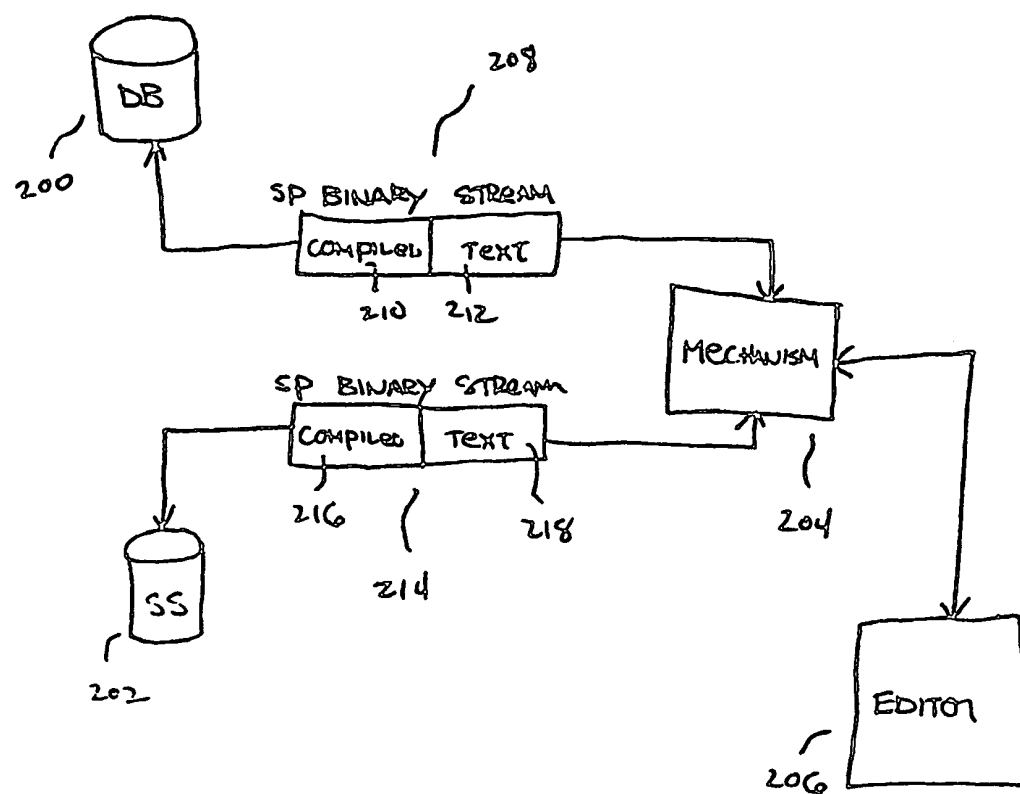 208
DB
200
SP BINARY STREAM
COMPILED TEXT
210 212
MECHANISM
SP BINARY STREAM
COMPILED TEXT
216 218
204
214
SS
202
EDITOR
206